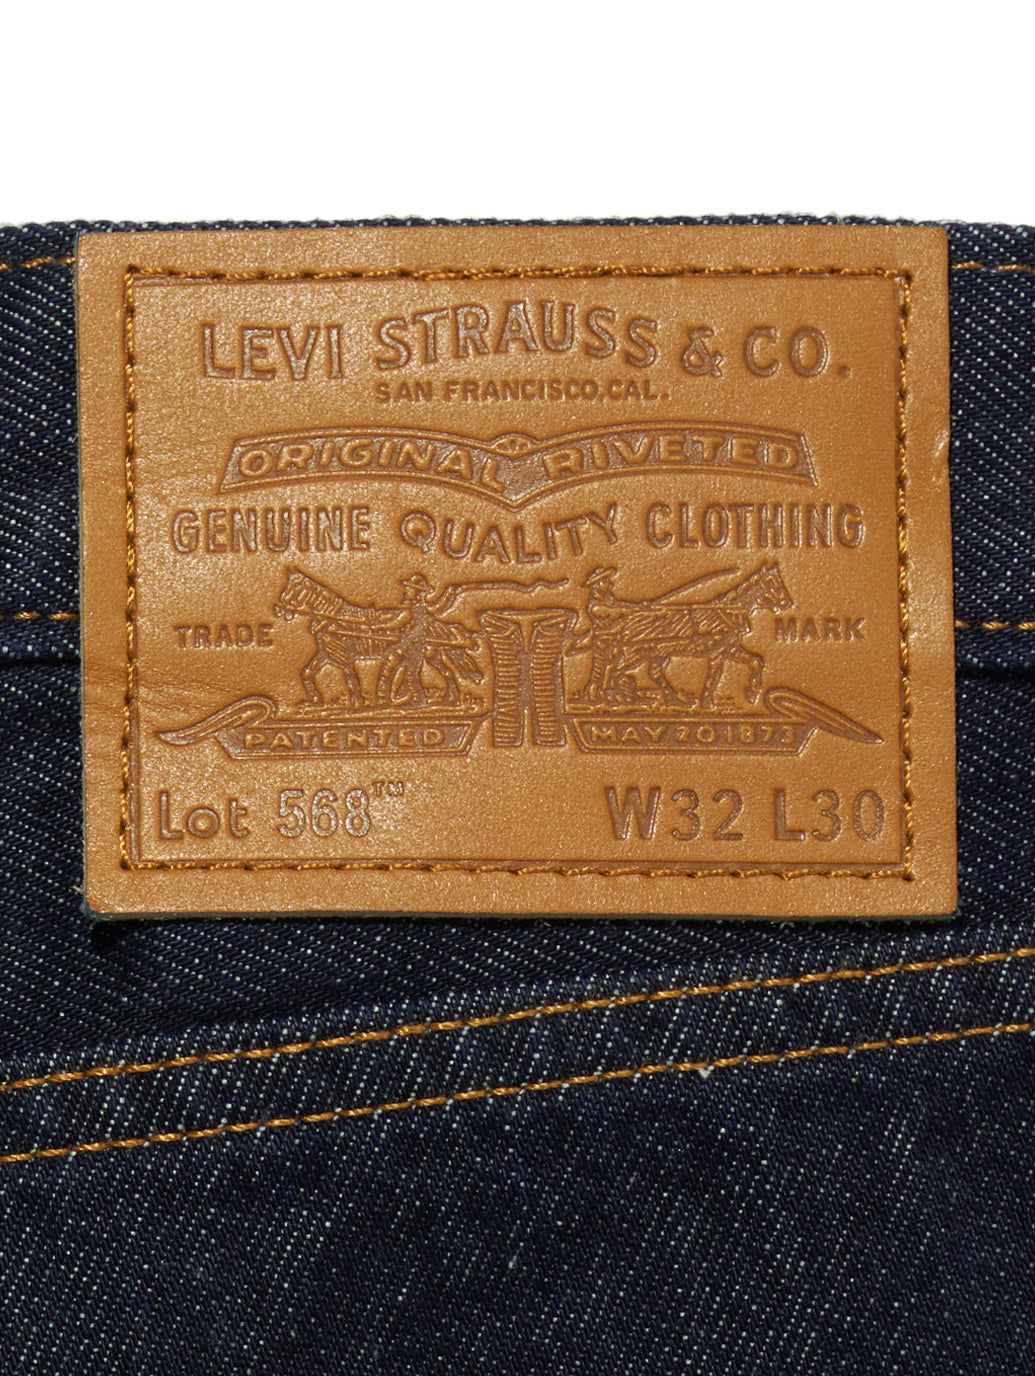 LEVI STRAUSS & CO.
SAN FRANCISCO, CAL.
ORIGINAL RIVETED
GENUINE QUALITY CLOTHING
TRADE MARK
PATENTED MAY 20 1873
Lot 568™ W32 L30